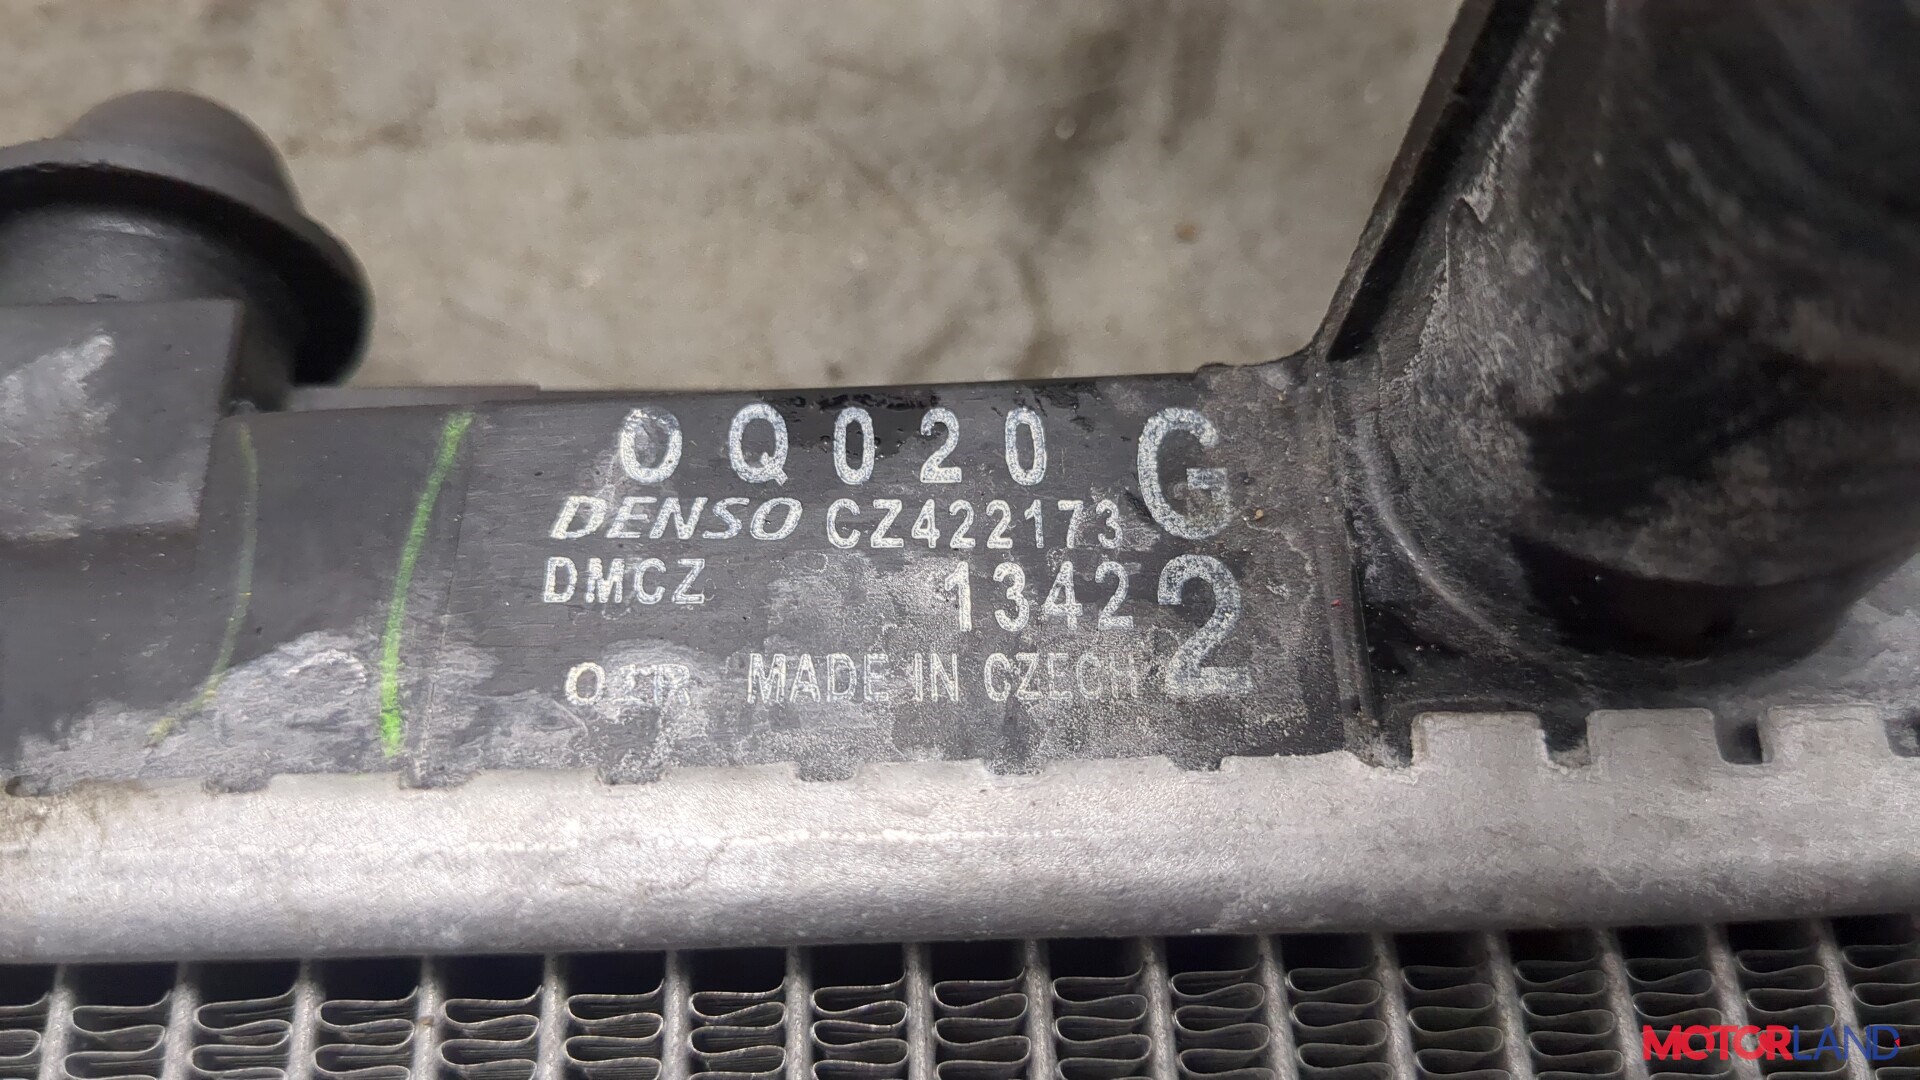 0Q020 G
DENSO CZ422173
DMCZ 1342 2
MADE IN CZECH
MOTORLAND